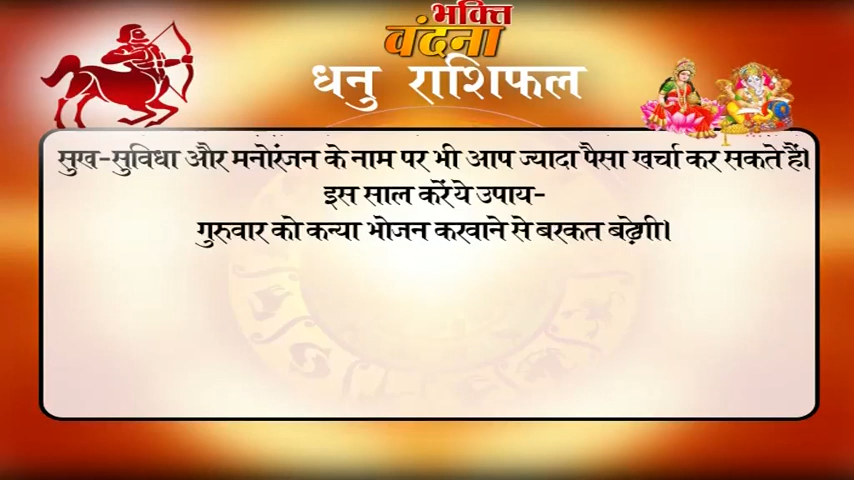 भक्ति
वंदना
धनु राशिफल
सुख-सुविधा और मनोरंजन के नाम पर भी आप ज्यादा पैसा खर्चा कर सकते हैं।
इस साल करें ये उपाय-
गुरुवार को कन्या भोजन करवाने से बरकत बढ़ेगी।